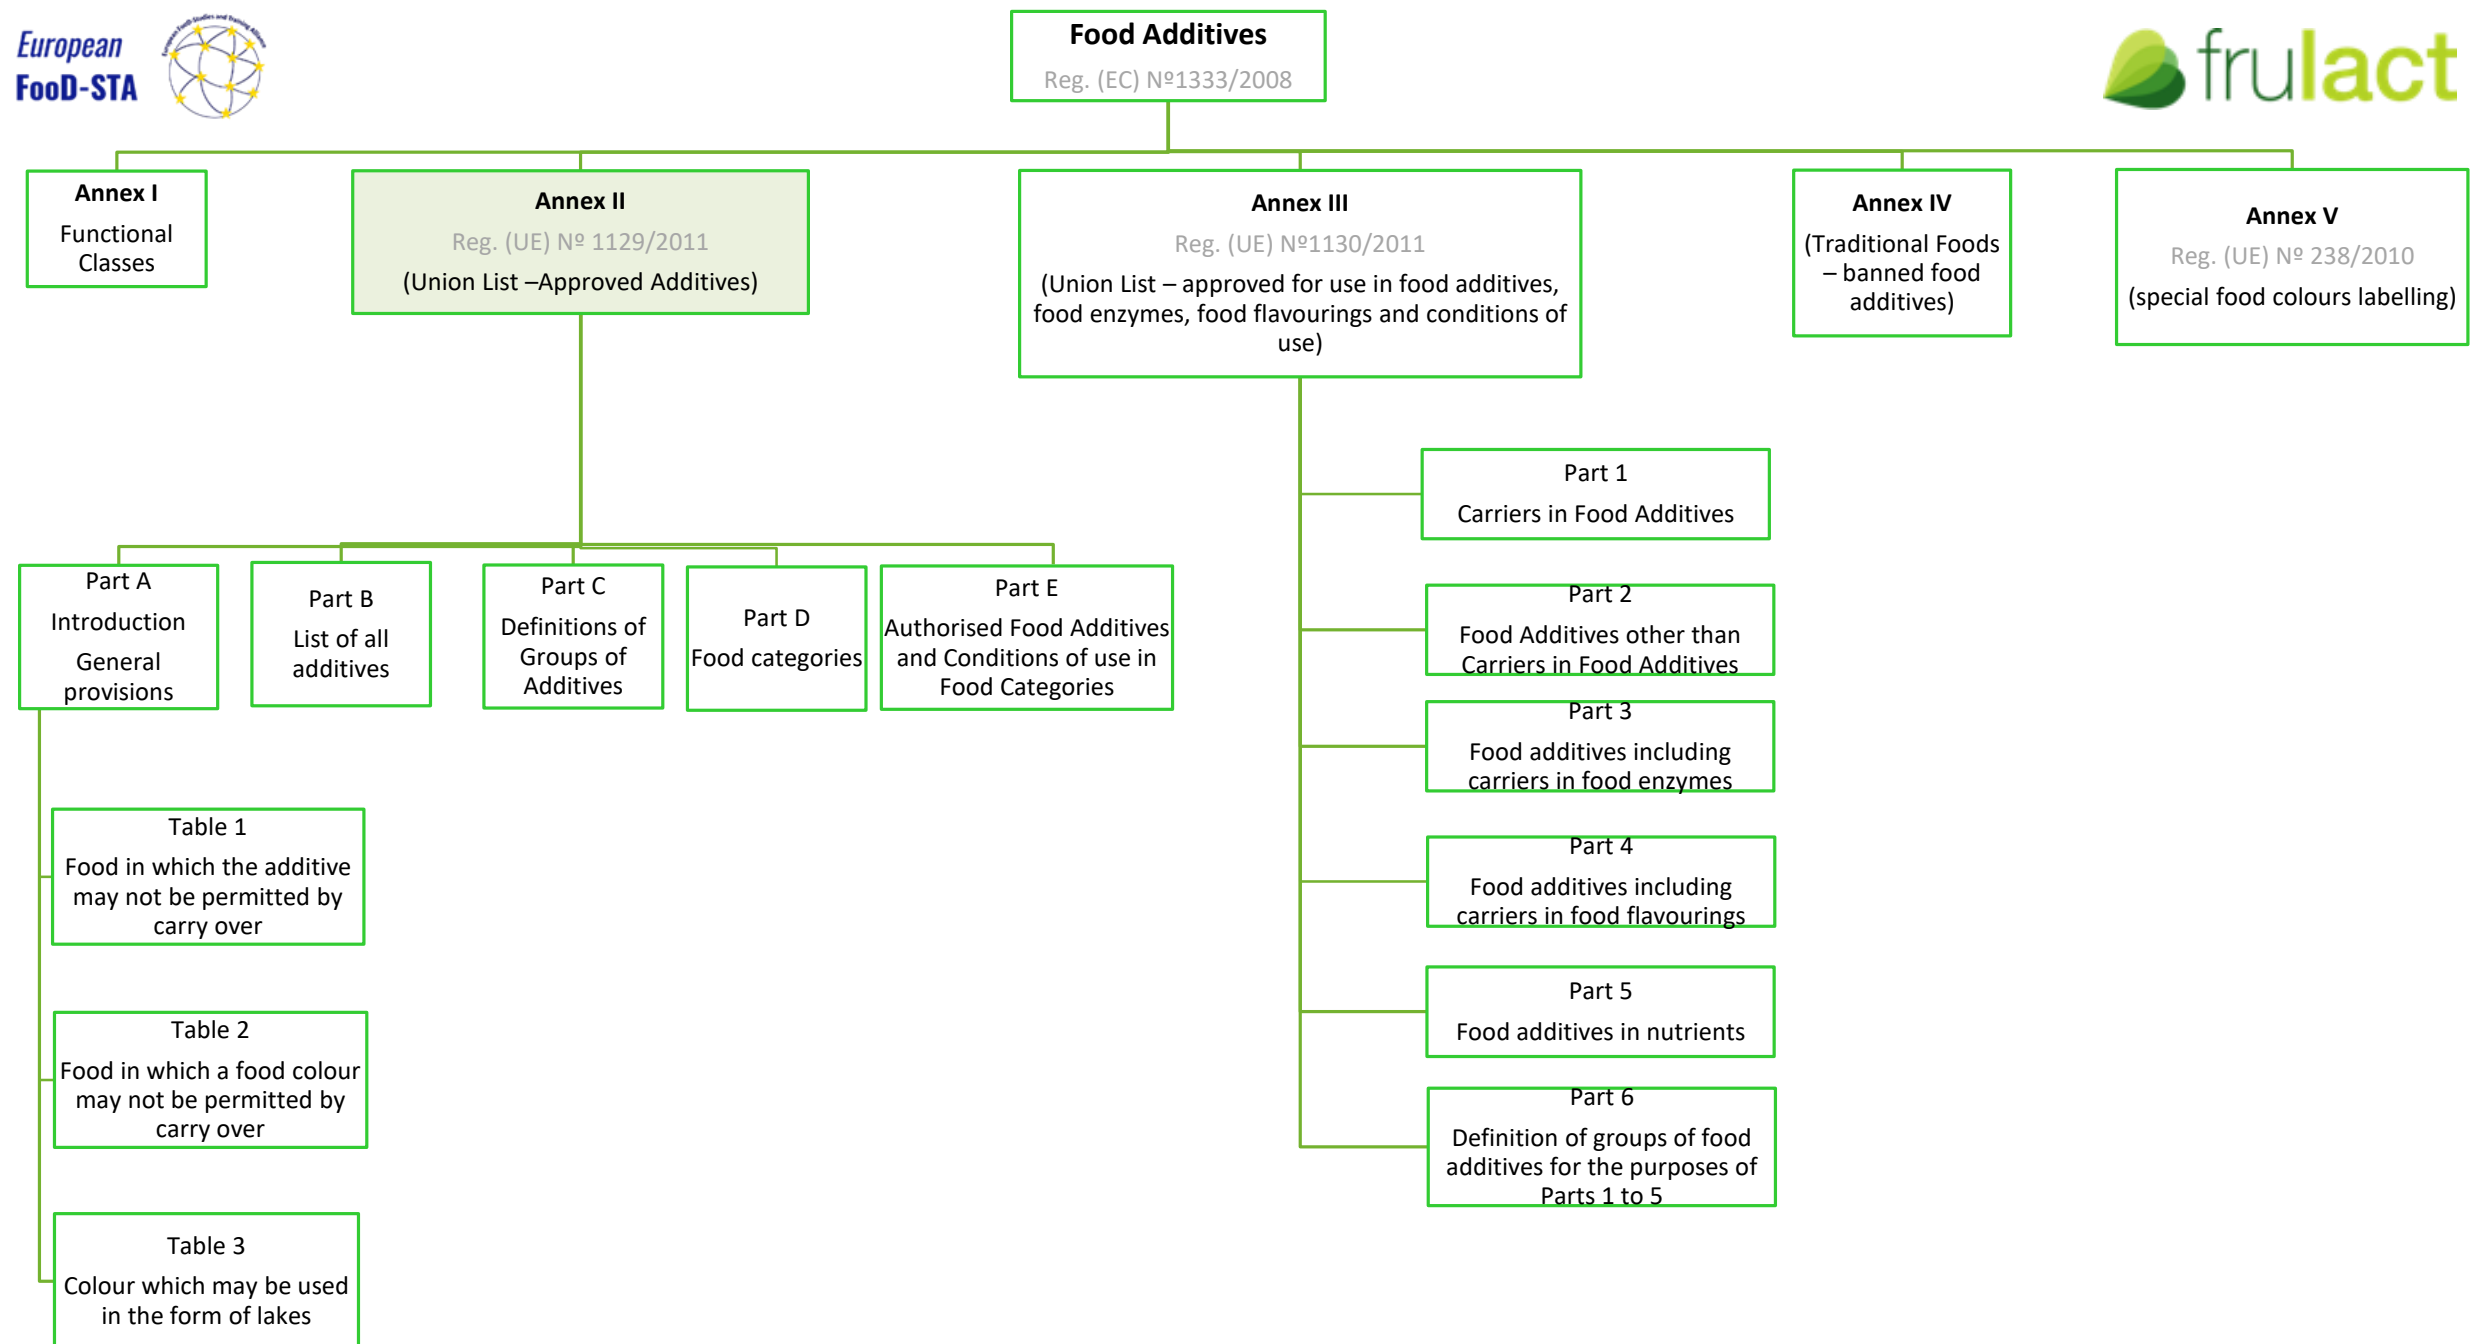 European
FooD-STA
European FooD-Studies and Training Alliance
Food Additives
Reg. (EC) Nº1333/2008
frulact
Annex I
Functional
Classes
Annex II
Reg. (UE) Nº 1129/2011
(Union List –Approved Additives)
Annex III
Reg. (UE) Nº1130/2011
(Union List – approved for use in food additives,
food enzymes, food flavourings and conditions of
use)
Annex IV
(Traditional Foods
– banned food
additives)
Annex V
Reg. (UE) Nº 238/2010
(special food colours labelling)
Part A
Introduction
General
provisions
Part B
List of all
additives
Part C
Definitions of
Groups of
Additives
Part D
Food categories
Part E
Authorised Food Additives
and Conditions of use in
Food Categories
Table 1
Food in which the additive
may not be permitted by
carry over
Table 2
Food in which a food colour
may not be permitted by
carry over
Table 3
Colour which may be used
in the form of lakes
Part 1
Carriers in Food Additives
Part 2
Food Additives other than
Carriers in Food Additives
Part 3
Food additives including
carriers in food enzymes
Part 4
Food additives including
carriers in food flavourings
Part 5
Food additives in nutrients
Part 6
Definition of groups of food
additives for the purposes of
Parts 1 to 5